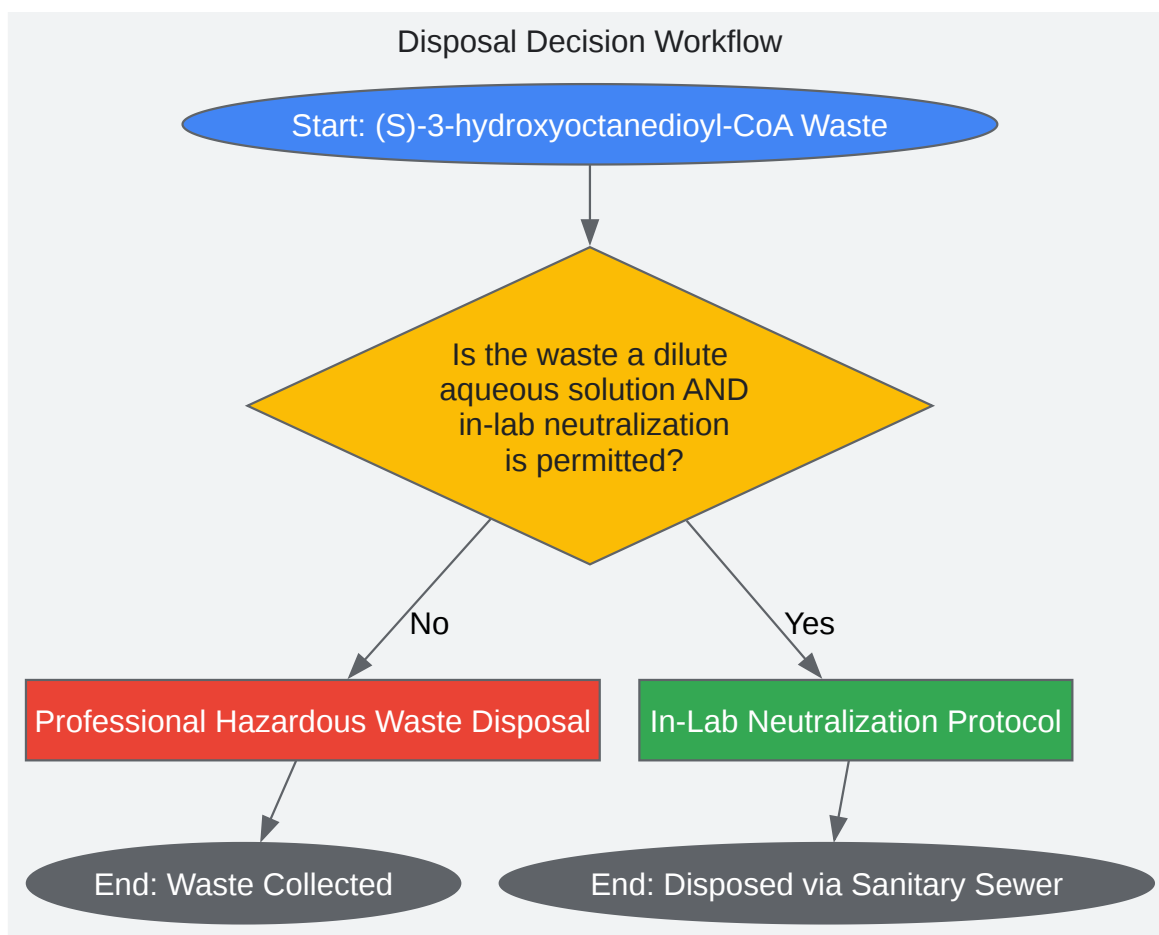 Disposal Decision Workflow
Start: (S)-3-hydroxyoctanedioyl-CoA Waste
Is the waste a dilute
aqueous solution AND
in-lab neutralization
is permitted?
No
Yes
Professional Hazardous Waste Disposal
In-Lab Neutralization Protocol
End: Waste Collected
End: Disposed via Sanitary Sewer